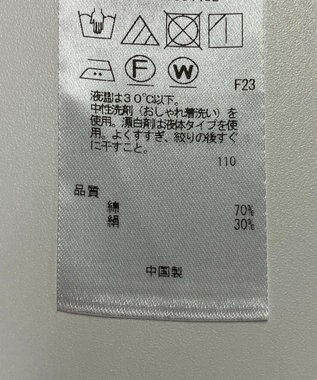 F W
F23
液温は30℃以下。
中性洗剤（おしゃれ着洗い）を
使用。漂白剤は液体タイプを使
用。よくすすぎ、絞りの後すぐ
に干すこと。
110
品質
綿 70%
絹 30%
中国製